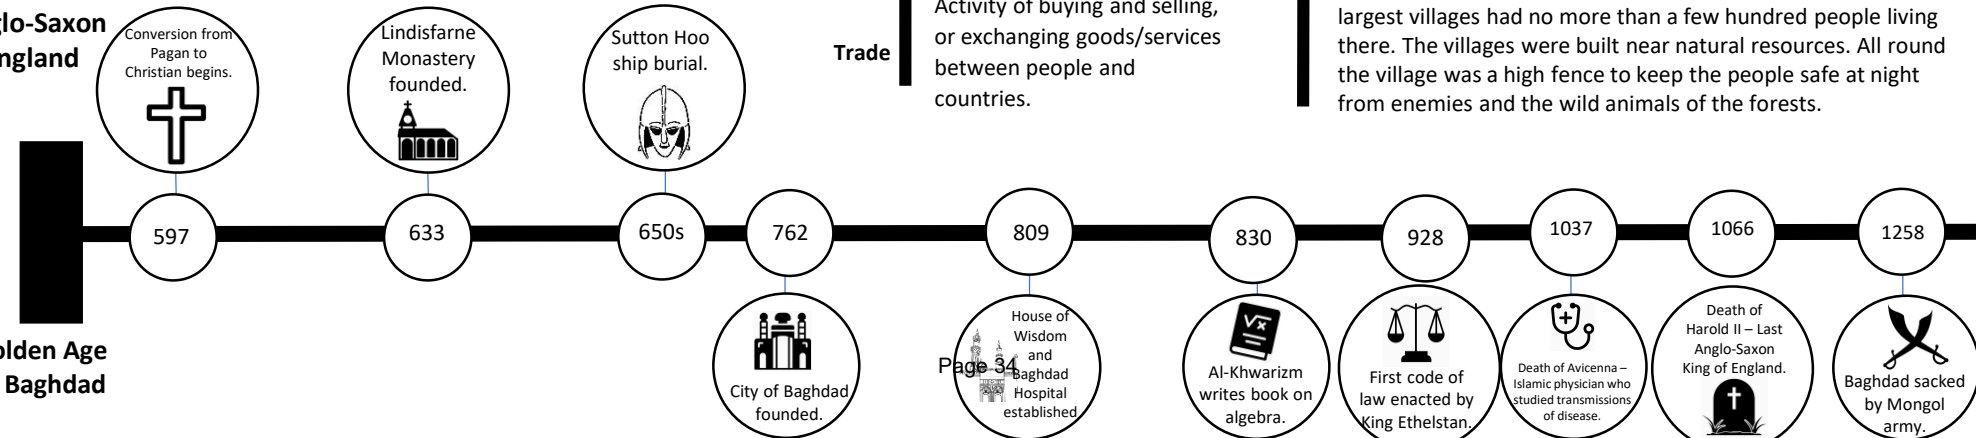 glo-Saxon
ngland
Conversion from
Pagan to
Christian begins.
Lindisfarne
Monastery
founded.
Sutton Hoo
ship burial.
Trade
Activity of buying and selling,
or exchanging goods/services
between people and
countries.
largest villages had no more than a few hundred people living
there. The villages were built near natural resources. All round
the village was a high fence to keep the people safe at night
from enemies and the wild animals of the forests.
597
633
650s
762
809
830
928
1037
1066
1258
olden Age
Baghdad
City of Baghdad
founded.
House of
Wisdom
and
Baghdad
Hospital
established
Page 34
√x
Al-Khwarizm
writes book on
algebra.
First code of
law enacted by
King Ethelstan.
Death of Avicenna –
Islamic physician who
studied transmissions
of disease.
Death of
Harold II – Last
Anglo-Saxon
King of England.
Baghdad sacked
by Mongol
army.